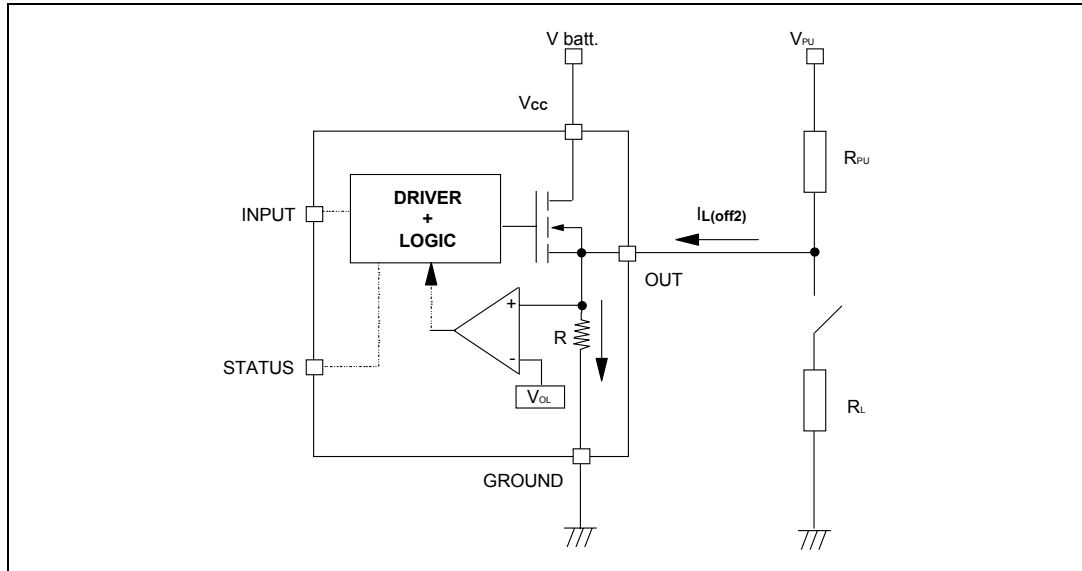 V batt.
VPU
VCC
RPU
DRIVER
+
LOGIC
INPUT
IL(off2)
OUT
+
R
-
VOL
STATUS
RL
GROUND